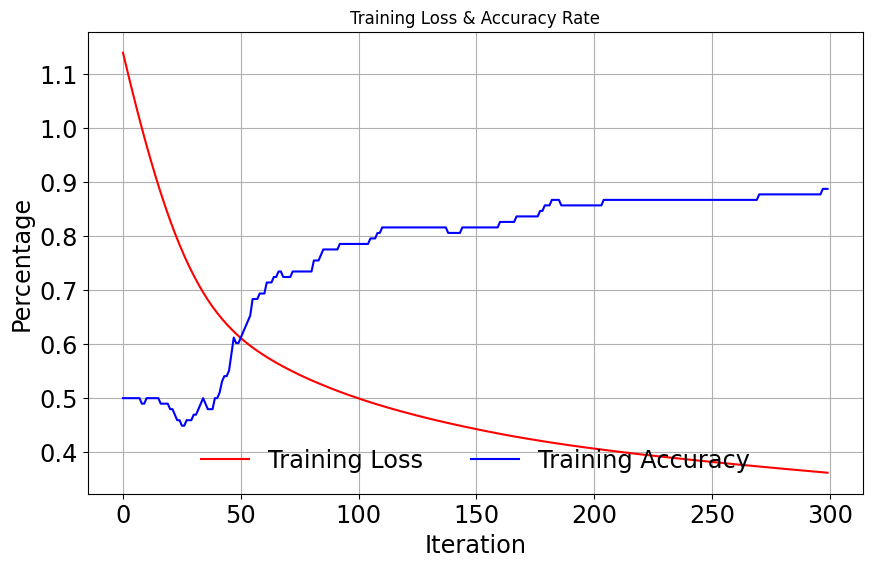 Training Loss & Accuracy Rate
Percentage
1.1
1.0
0.9
0.8
0.7
0.6
0.5
0.4
Training Loss Training Accuracy
0 50 100 150 200 250 300
Iteration